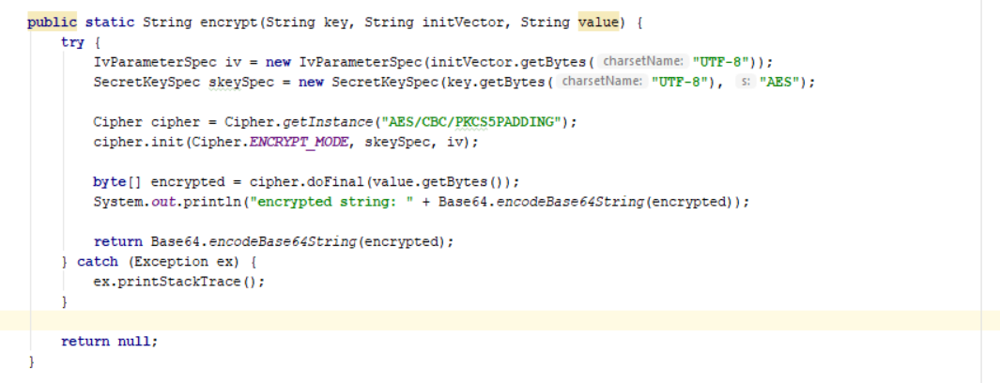 public static String encrypt(String key, String initVector, String value) {
try {
IvParameterSpec iv = new IvParameterSpec(initVector.getBytes( charsetName: "UTF-8"));
SecretKeySpec skeySpec = new SecretKeySpec(key.getBytes( charsetName: "UTF-8"), s: "AES");
Cipher cipher = Cipher.getInstance("AES/CBC/PKCS5PADDING");
cipher.init(Cipher.ENCRYPT_MODE, skeySpec, iv);
byte[] encrypted = cipher.doFinal(value.getBytes());
System.out.println("encrypted string: " + Base64.encodeBase64String(encrypted));
return Base64.encodeBase64String(encrypted);
} catch (Exception ex) {
ex.printStackTrace();
}
return null;
}